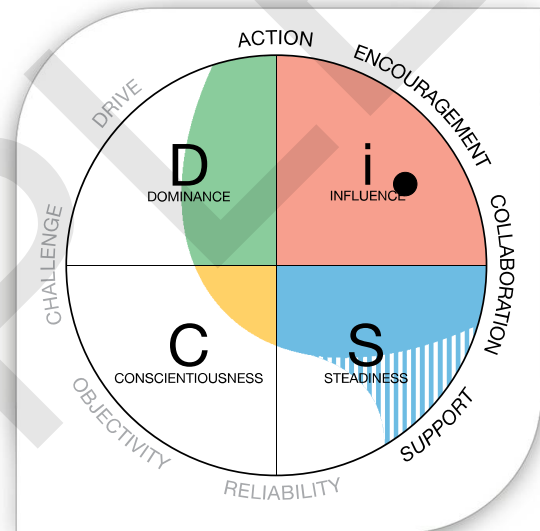 ACTION
ENCOURAGEMENT
DRIVE
D
DOMINANCE
i
INFLUENCE
CHALLENGE
COLLABORATION
C
CONSCIENTIOUSNESS
S
STEADINESS
OBJECTIVITY
SUPPORT
RELIABILITY